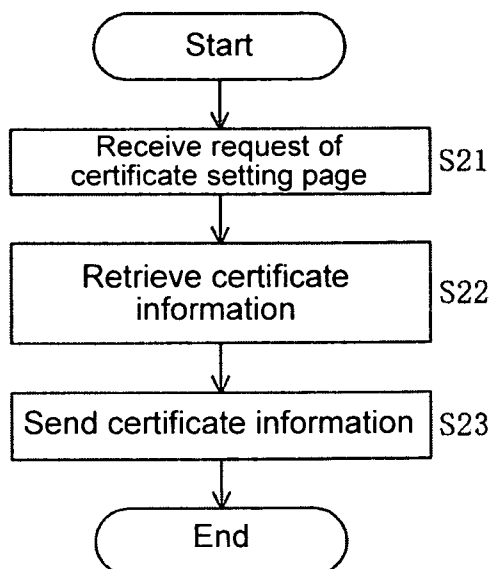 Start
Receive request of
certificate setting page
S21
Retrieve certificate
information
S22
Send certificate information
S23
End